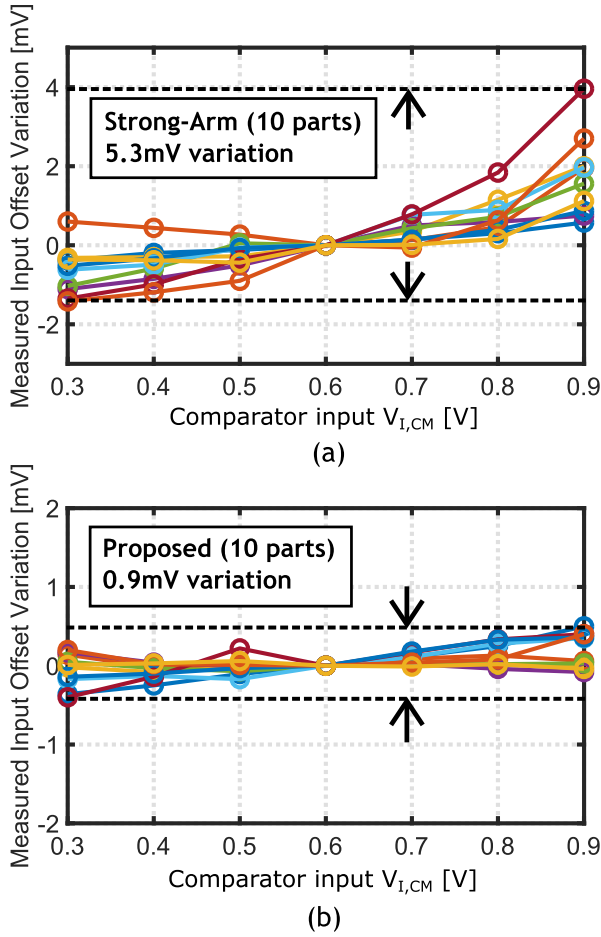 Measured Input Offset Variation [mV]
4
2
0
-2
Strong-Arm (10 parts)
5.3mV variation
0.3 0.4 0.5 0.6 0.7 0.8 0.9
Comparator input V_I,CM [V]
(a)
Measured Input Offset Variation [mV]
2
1
0
-1
-2
Proposed (10 parts)
0.9mV variation
0.3 0.4 0.5 0.6 0.7 0.8 0.9
Comparator input V_I,CM [V]
(b)